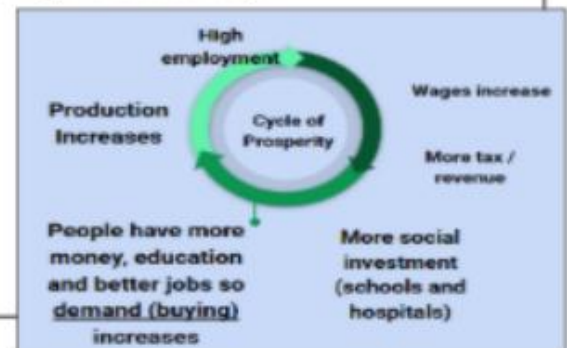 High
employment
Wages increase
More tax /
revenue
More social
investment
(schools and
hospitals)
People have more
money, education
and better jobs so
demand (buying)
increases
Production
Increases
Cycle of
Prosperity